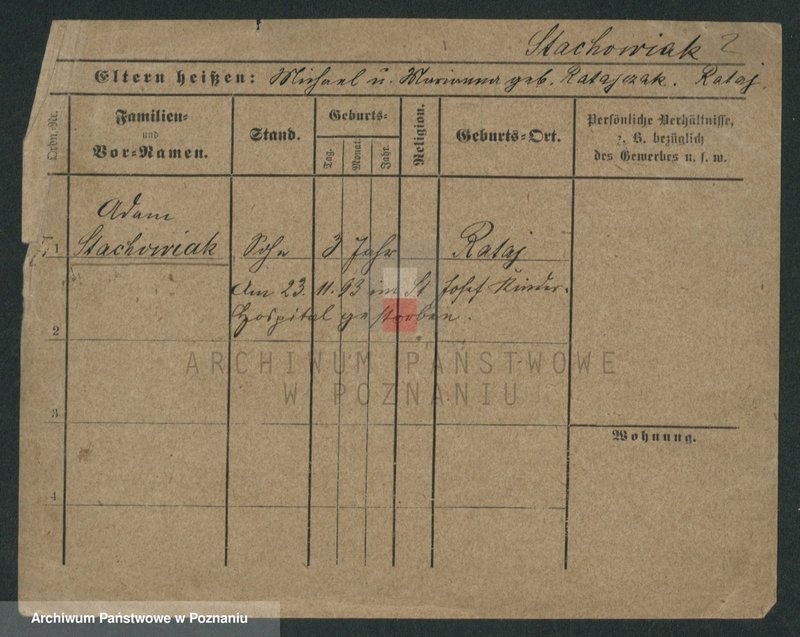 Stachowiak 2
Eltern heißen: Michael u. Marianna geb. Ratajczak. Rataj.
Ordn.-Nr.
Familien-
und
Vor-Namen.
Stand.
Geburts-
Tag.
Monat.
Jahr.
Religion.
Geburts-Ort.
Persönliche Verhältnisse,
z. B. bezüglich
des Gewerbes u. s. w.
Adam
1 Stachowiak Sohn 3 Jahr Rataj
Am 23. 11. 93 im St Josef Kinder-
Hospital gestorben.
2
ARCHIWUM PAŃSTWOWE
W POZNANIU
3
Wohnung.
4
Archiwum Państwowe w Poznaniu